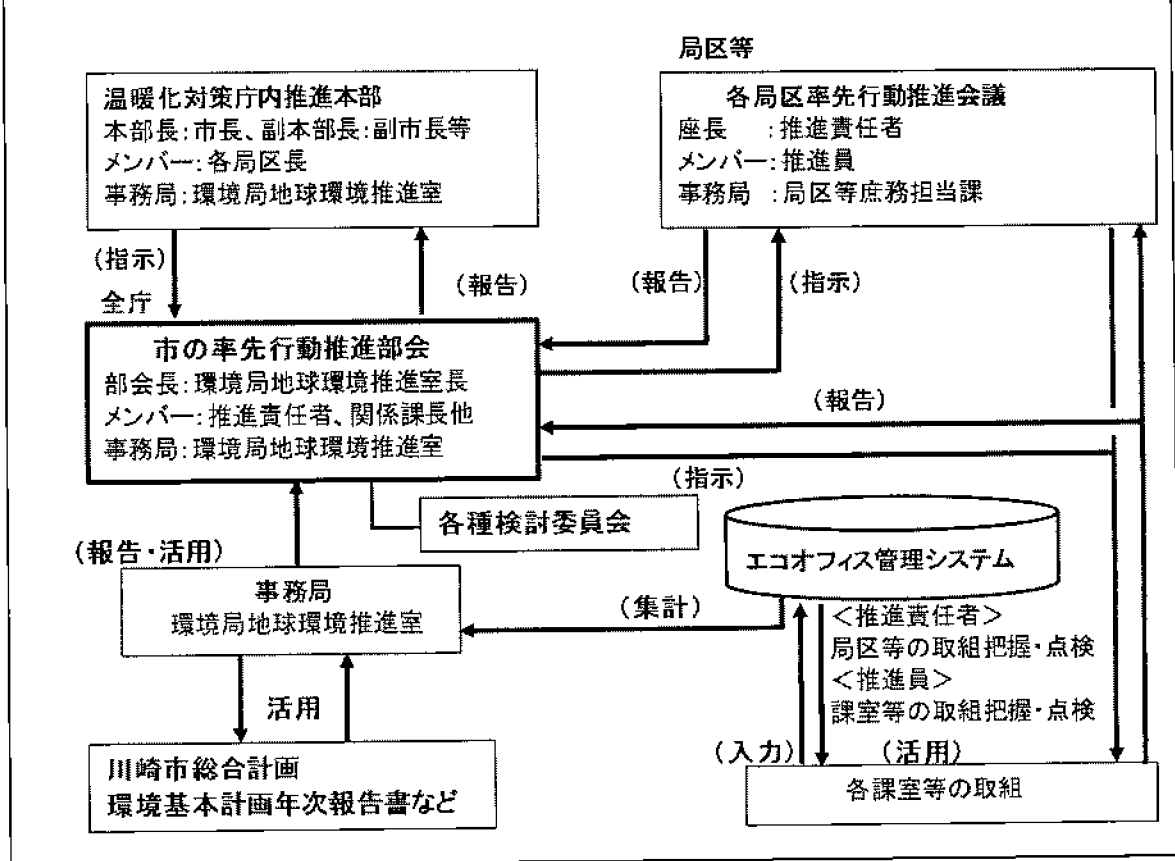 局区等
温暖化対策庁内推進本部
本部長:市長、副本部長:副市長等
メンバー:各局区長
事務局:環境局地球環境推進室
各局区率先行動推進会議
座長　:推進責任者
メンバー:推進員
事務局　:局区等庶務担当課
(指示)
(報告)
(報告)
(指示)
全庁
市の率先行動推進部会
部会長:環境局地球環境推進室長
メンバー:推進責任者、関係課長他
事務局:環境局地球環境推進室
(報告)
(指示)
各種検討委員会
エコオフィス管理システム
(報告・活用)
事務局
環境局地球環境推進室
(集計)
<推進責任者>
局区等の取組把握・点検
<推進員>
課室等の取組把握・点検
活用
(入力)
(活用)
川崎市総合計画
環境基本計画年次報告書など
各課室等の取組